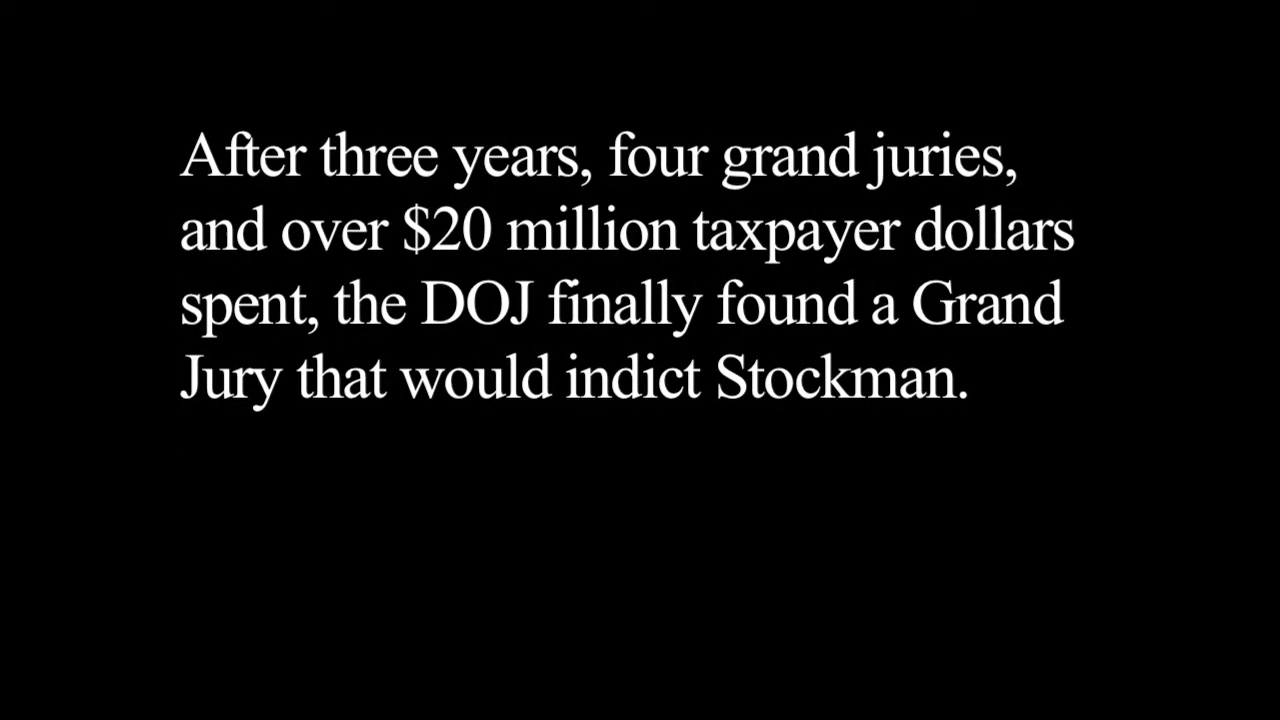 After three years, four grand juries,
and over $20 million taxpayer dollars
spent, the DOJ finally found a Grand
Jury that would indict Stockman.